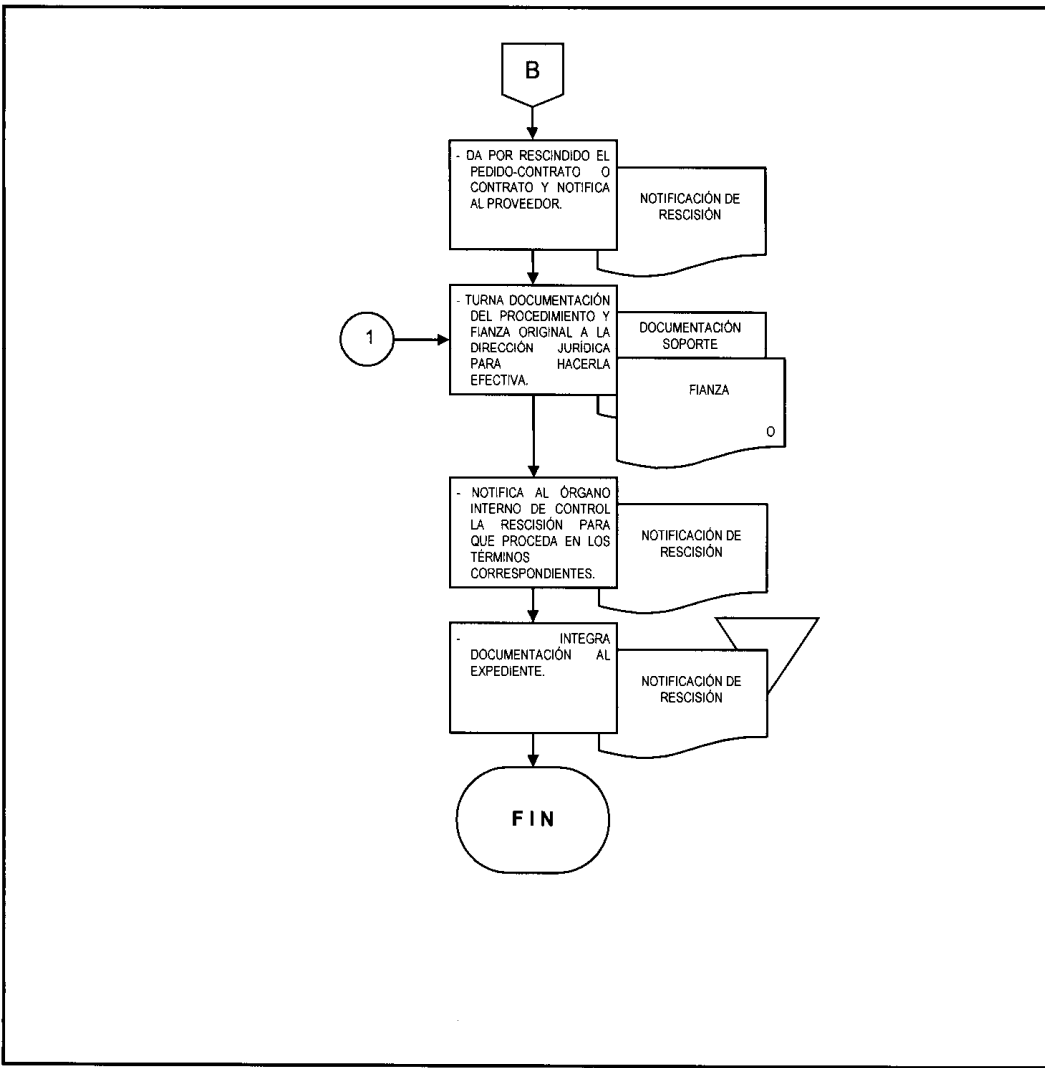 B
- DA POR RESCINDIDO EL
PEDIDO-CONTRATO O
CONTRATO Y NOTIFICA
AL PROVEEDOR.
NOTIFICACIÓN DE
RESCISIÓN
- TURNA DOCUMENTACIÓN
DEL PROCEDIMIENTO Y
FIANZA ORIGINAL A LA
DIRECCIÓN JURÍDICA
PARA HACERLA
EFECTIVA.
1
DOCUMENTACIÓN
SOPORTE
FIANZA
O
- NOTIFICA AL ÓRGANO
INTERNO DE CONTROL
LA RESCISIÓN PARA
QUE PROCEDA EN LOS
TÉRMINOS
CORRESPONDIENTES.
NOTIFICACIÓN DE
RESCISIÓN
- INTEGRA
DOCUMENTACIÓN AL
EXPEDIENTE.
NOTIFICACIÓN DE
RESCISIÓN
FIN